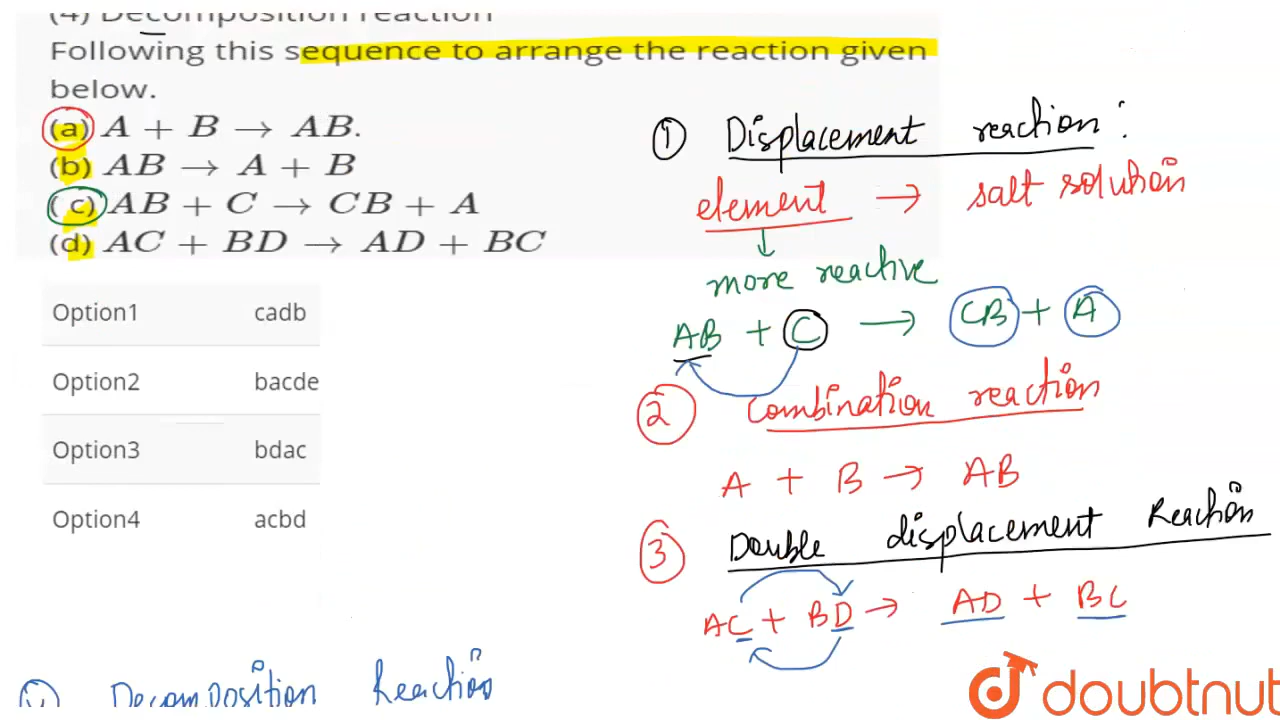 (4) Decomposition reaction
Following this sequence to arrange the reaction given
below.
(a) A + B → AB.
(b) AB → A + B
( c) AB + C → CB + A
(d) AC + BD → AD + BC
Option1 cadb
Option2 bacde
Option3 bdac
Option4 acbd
① Displacement reaction :
element → salt solution
↓
more reactive
AB + C → CB + A
② Combination reaction
A + B → AB
③ Double displacement Reaction
AC + BD → AD + BC
Decomposition Reaction
doubtnut